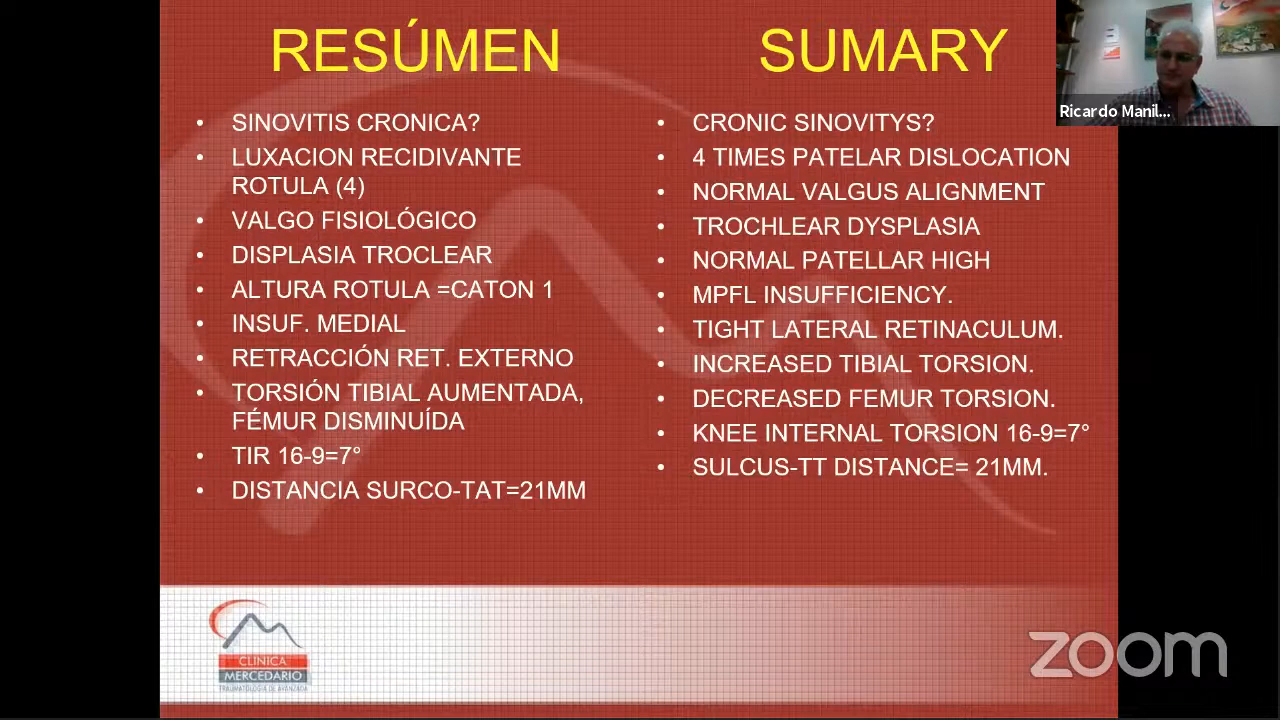 RESÚMEN
• SINOVITIS CRONICA?
• LUXACION RECIDIVANTE
ROTULA (4)
• VALGO FISIOLÓGICO
• DISPLASIA TROCLEAR
• ALTURA ROTULA =CATON 1
• INSUF. MEDIAL
• RETRACCIÓN RET. EXTERNO
• TORSIÓN TIBIAL AUMENTADA,
FÉMUR DISMINUÍDA
• TIR 16-9=7°
• DISTANCIA SURCO-TAT=21MM
SUMARY
• CRONIC SINOVITYS?
• 4 TIMES PATELAR DISLOCATION
• NORMAL VALGUS ALIGNMENT
• TROCHLEAR DYSPLASIA
• NORMAL PATELLAR HIGH
• MPFL INSUFFICIENCY.
• TIGHT LATERAL RETINACULUM.
• INCREASED TIBIAL TORSION.
• DECREASED FEMUR TORSION.
• KNEE INTERNAL TORSION 16-9=7°
• SULCUS-TT DISTANCE= 21MM.
Ricardo Manil...
CLINICA
MERCEDARIO
TRAUMATOLOGIA DE AVANZADA
zoom